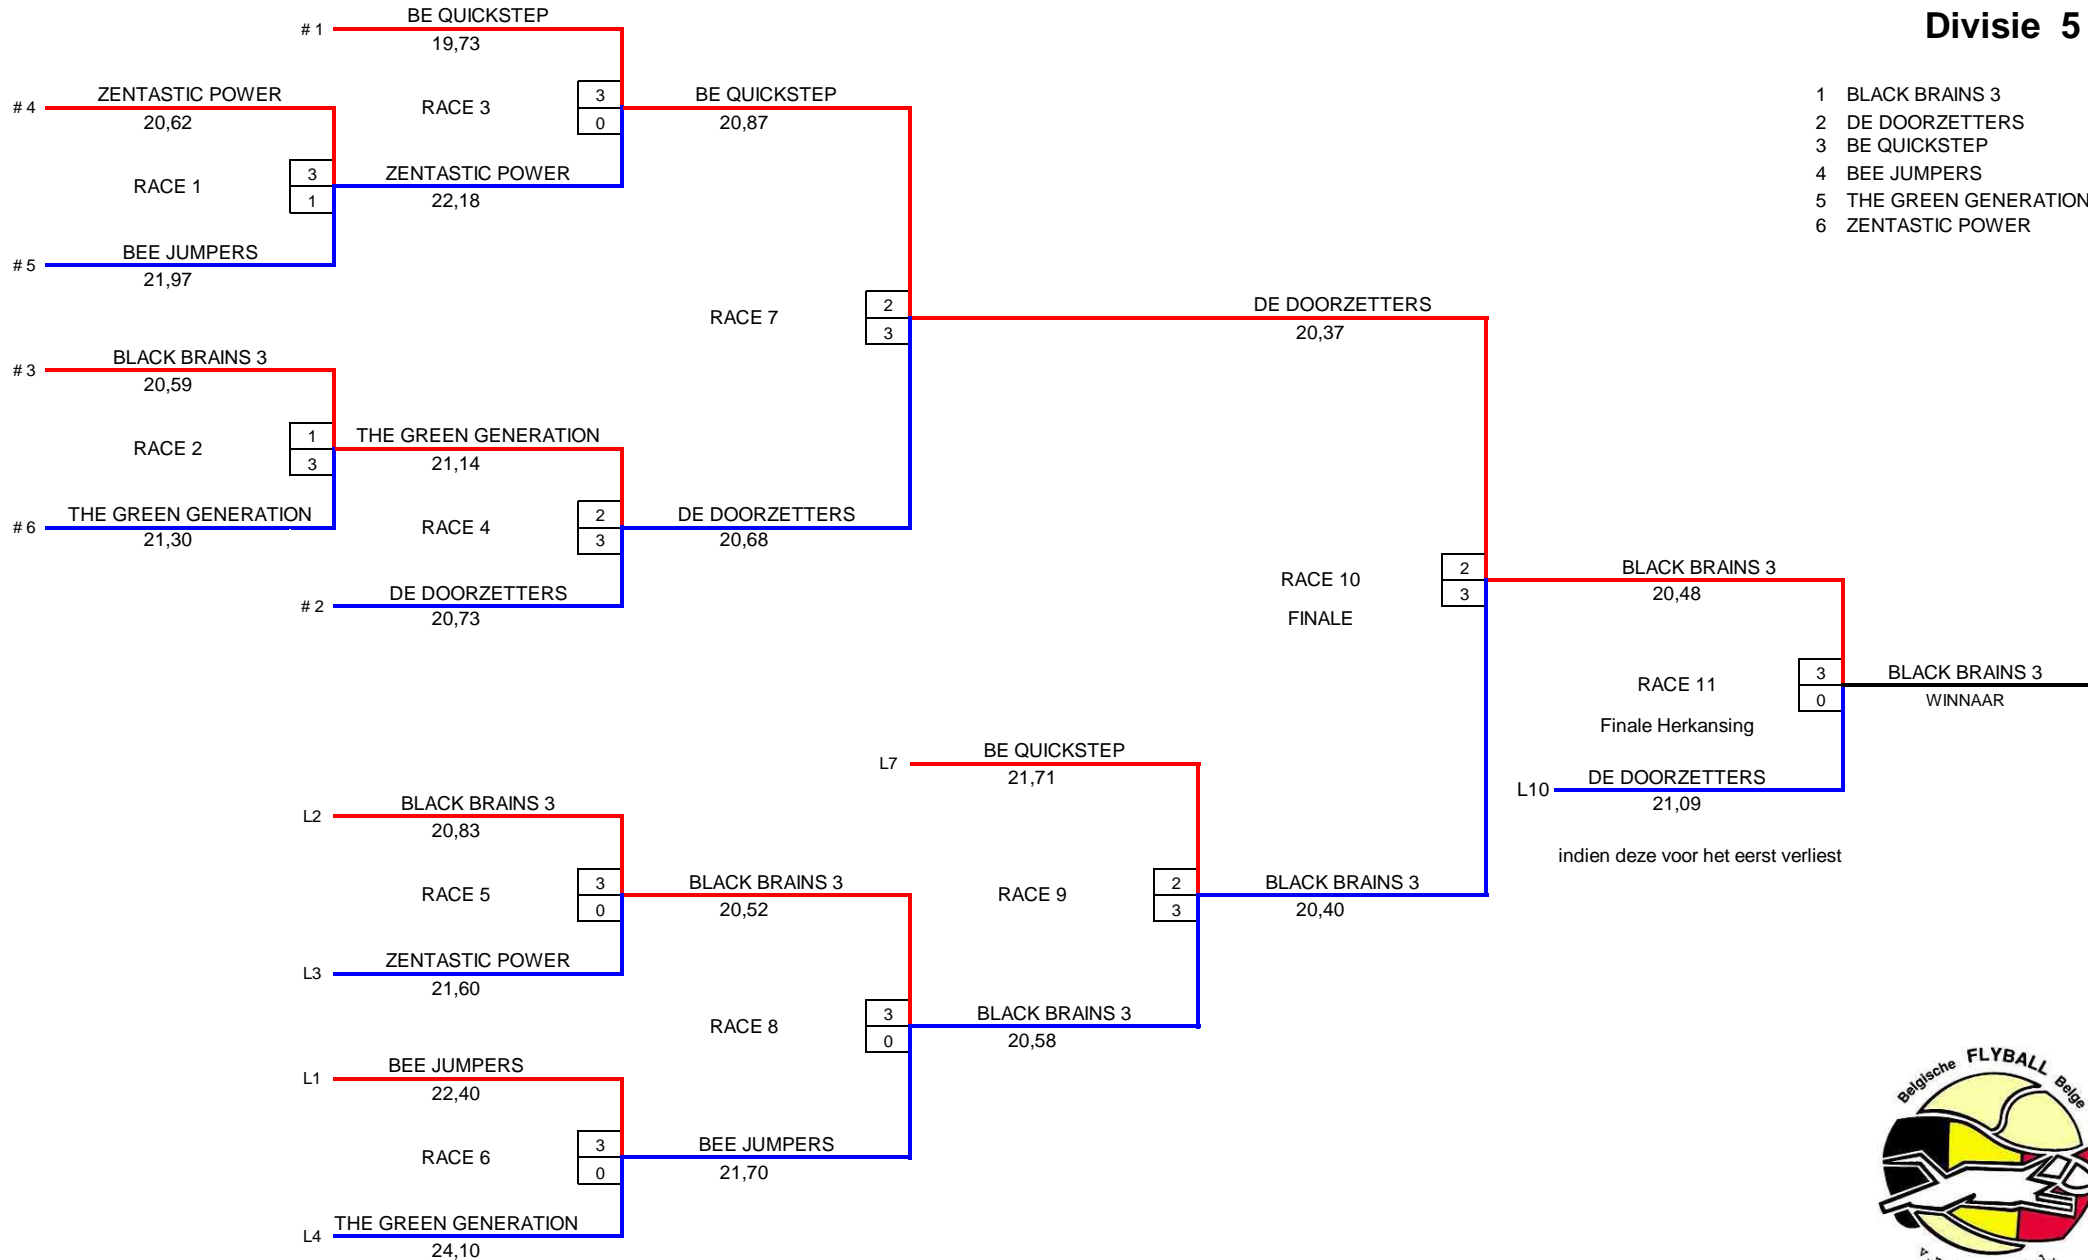 Divisie 5
1 BLACK BRAINS 3
2 DE DOORZETTERS
3 BE QUICKSTEP
4 BEE JUMPERS
5 THE GREEN GENERATION
6 ZENTASTIC POWER
# 1
BE QUICKSTEP
19,73
# 4
ZENTASTIC POWER
20,62
RACE 3
3
0
BE QUICKSTEP
20,87
RACE 1
3
1
ZENTASTIC POWER
22,18
# 5
BEE JUMPERS
21,97
RACE 7
2
3
DE DOORZETTERS
20,37
# 3
BLACK BRAINS 3
20,59
RACE 2
1
3
THE GREEN GENERATION
21,14
# 6
THE GREEN GENERATION
21,30
RACE 4
2
3
DE DOORZETTERS
20,68
# 2
DE DOORZETTERS
20,73
RACE 10
FINALE
2
3
BLACK BRAINS 3
20,48
RACE 11
Finale Herkansing
3
0
BLACK BRAINS 3
WINNAAR
L10
DE DOORZETTERS
21,09
indien deze voor het eerst verliest
L7
BE QUICKSTEP
21,71
L2
BLACK BRAINS 3
20,83
RACE 5
3
0
BLACK BRAINS 3
20,52
RACE 9
2
3
BLACK BRAINS 3
20,40
L3
ZENTASTIC POWER
21,60
RACE 8
3
0
BLACK BRAINS 3
20,58
L1
BEE JUMPERS
22,40
RACE 6
3
0
BEE JUMPERS
21,70
L4
THE GREEN GENERATION
24,10
Belgische FLYBALL Belge